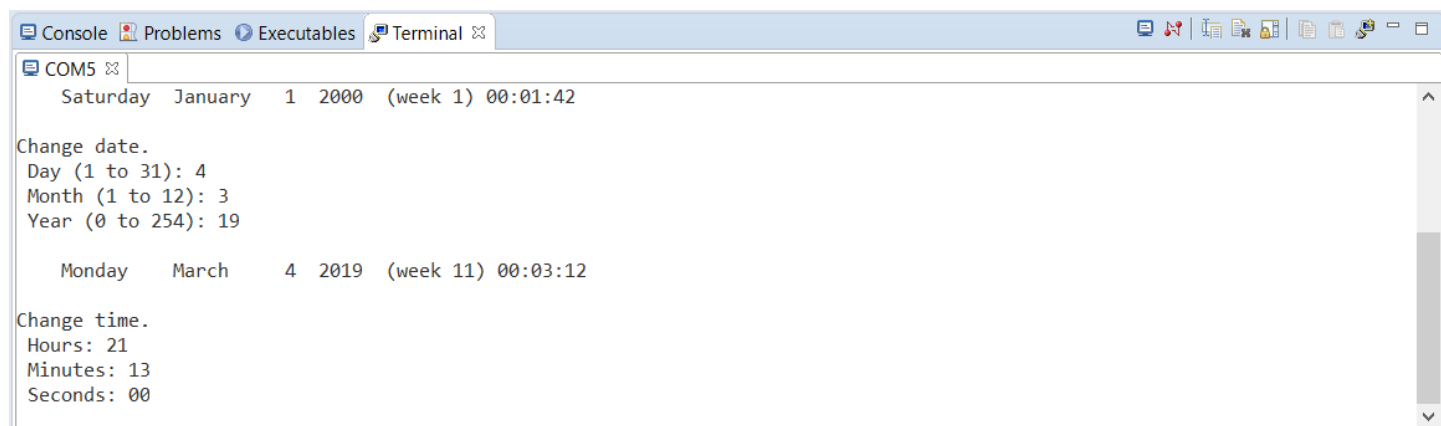 Console Problems Executables Terminal
COM5
Saturday January 1 2000 (week 1) 00:01:42
Change date.
Day (1 to 31): 4
Month (1 to 12): 3
Year (0 to 254): 19
Monday March 4 2019 (week 11) 00:03:12
Change time.
Hours: 21
Minutes: 13
Seconds: 00